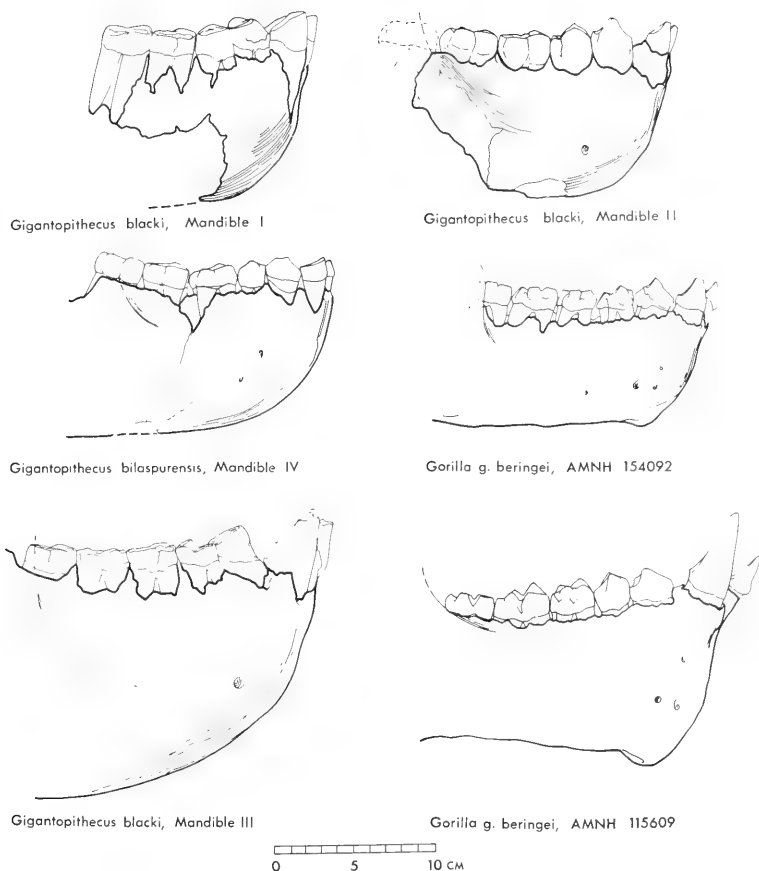 Gigantopithecus blacki, Mandible I
Gigantopithecus blacki, Mandible II
Gigantopithecus bilaspurensis, Mandible IV
Gorilla g. beringei, AMNH 154092
Gigantopithecus blacki, Mandible III
Gorilla g. beringei, AMNH 115609
0 5 10 CM